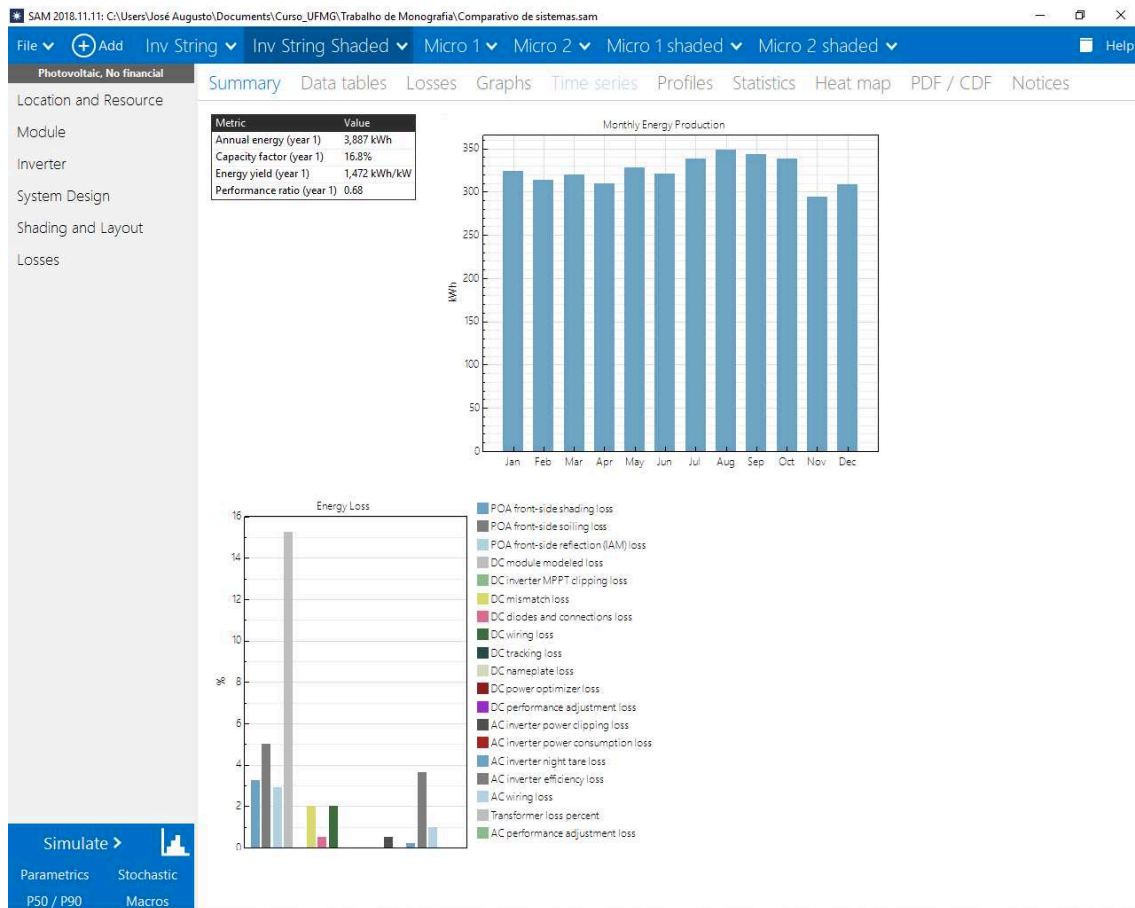 SAM 2018.11.11: C:\Users\José Augusto\Documents\Curso_UFMG\Trabalho de Monografia\Comparativo de sistemas.sam
File Add Inv String Inv String Shaded Micro 1 Micro 2 Micro 1 shaded Micro 2 shaded Help
Photovoltaic, No financial
Summary Data tables Losses Graphs Time series Profiles Statistics Heat map PDF / CDF Notices
Location and Resource
Module
Inverter
System Design
Shading and Layout
Losses
Metric Value
Annual energy (year 1) 3,887 kWh
Capacity factor (year 1) 16.8%
Energy yield (year 1) 1,472 kWh/kW
Performance ratio (year 1) 0.68
Monthly Energy Production
350
300
250
200
150
100
50
0
kWh
Jan Feb Mar Apr May Jun Jul Aug Sep Oct Nov Dec
Energy Loss
16
14
12
10
8
6
4
2
0
%
POA front-side shading loss
POA front-side soiling loss
POA front-side reflection (IAM) loss
DC module modeled loss
DC inverter MPPT clipping loss
DC mismatch loss
DC diodes and connections loss
DC wiring loss
DC tracking loss
DC nameplate loss
DC power optimizer loss
DC performance adjustment loss
AC inverter power clipping loss
AC inverter power consumption loss
AC inverter night tare loss
AC inverter efficiency loss
AC wiring loss
Transformer loss percent
AC performance adjustment loss
Simulate >
Parametrics Stochastic
P50 / P90 Macros